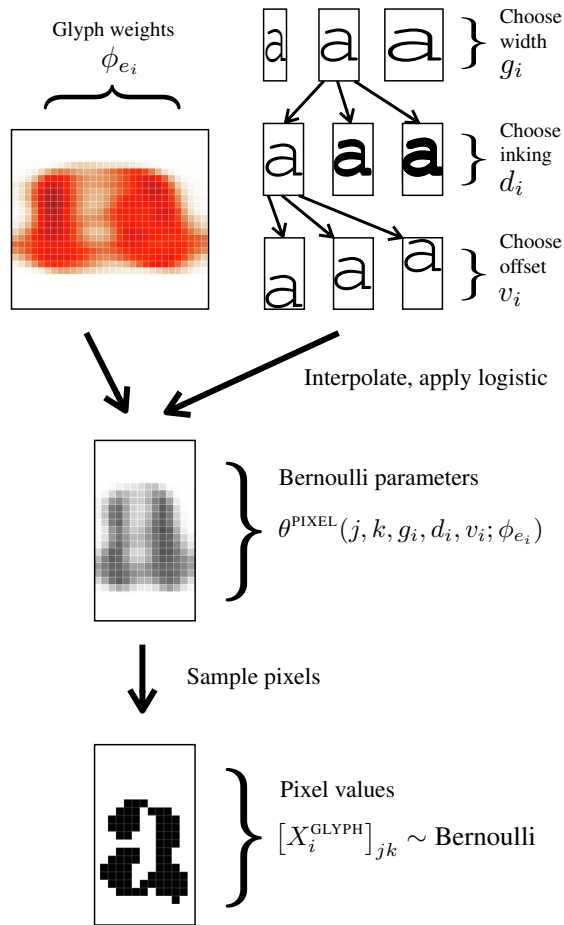 Glyph weights
ϕ_{e_i}
a a a
Choose
width
g_i
a a a
Choose
inking
d_i
a a a
Choose
offset
v_i
Interpolate, apply logistic
Bernoulli parameters
θ^{PIXEL}(j, k, g_i, d_i, v_i; ϕ_{e_i})
Sample pixels
a
Pixel values
[X_i^{GLYPH}]_{jk} ∼ Bernoulli